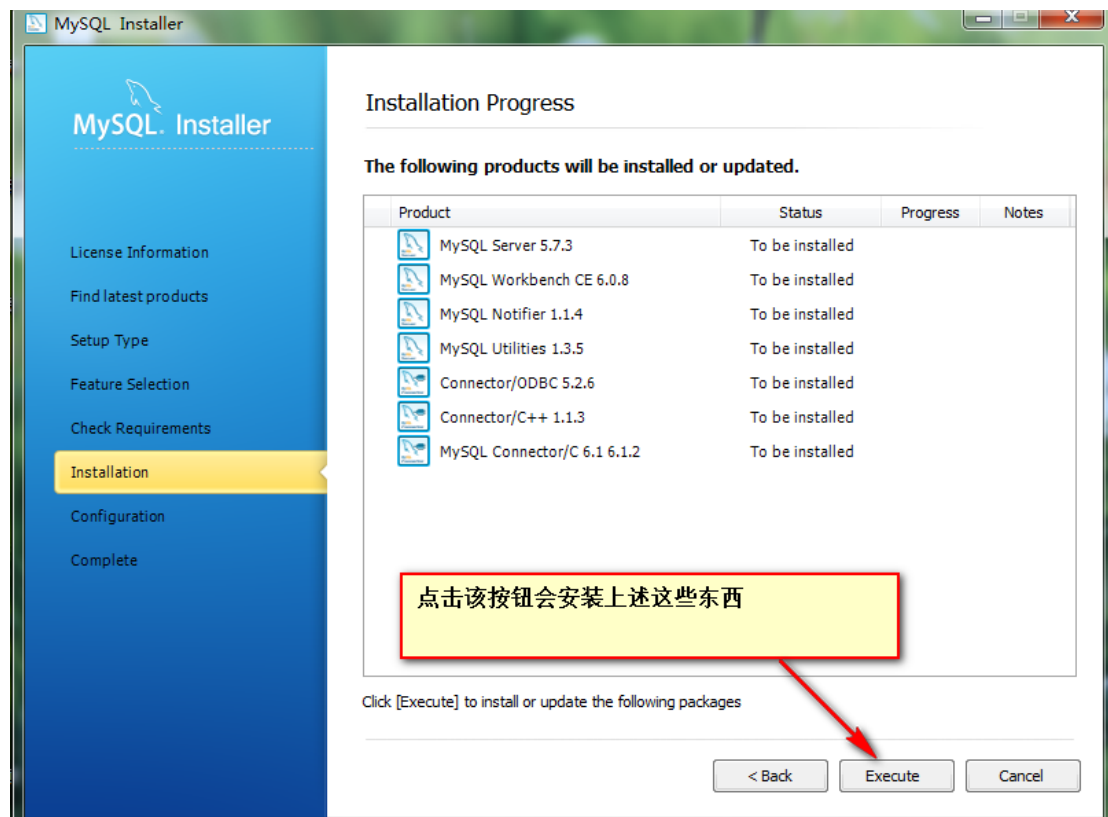 MySQL Installer
MySQL. Installer
License Information
Find latest products
Setup Type
Feature Selection
Check Requirements
Installation
Configuration
Complete
Installation Progress
The following products will be installed or updated.
Product Status Progress Notes
MySQL Server 5.7.3 To be installed
MySQL Workbench CE 6.0.8 To be installed
MySQL Notifier 1.1.4 To be installed
MySQL Utilities 1.3.5 To be installed
Connector/ODBC 5.2.6 To be installed
Connector/C++ 1.1.3 To be installed
MySQL Connector/C 6.1 6.1.2 To be installed
点击该按钮会安装上述这些东西
Click [Execute] to install or update the following packages
< Back Execute Cancel